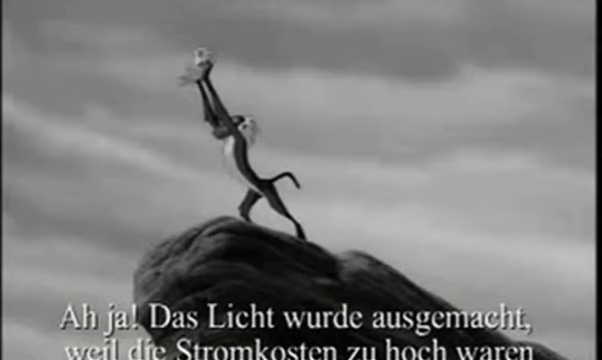 Ah ja! Das Licht wurde ausgemacht,
weil die Stromkosten zu hoch waren